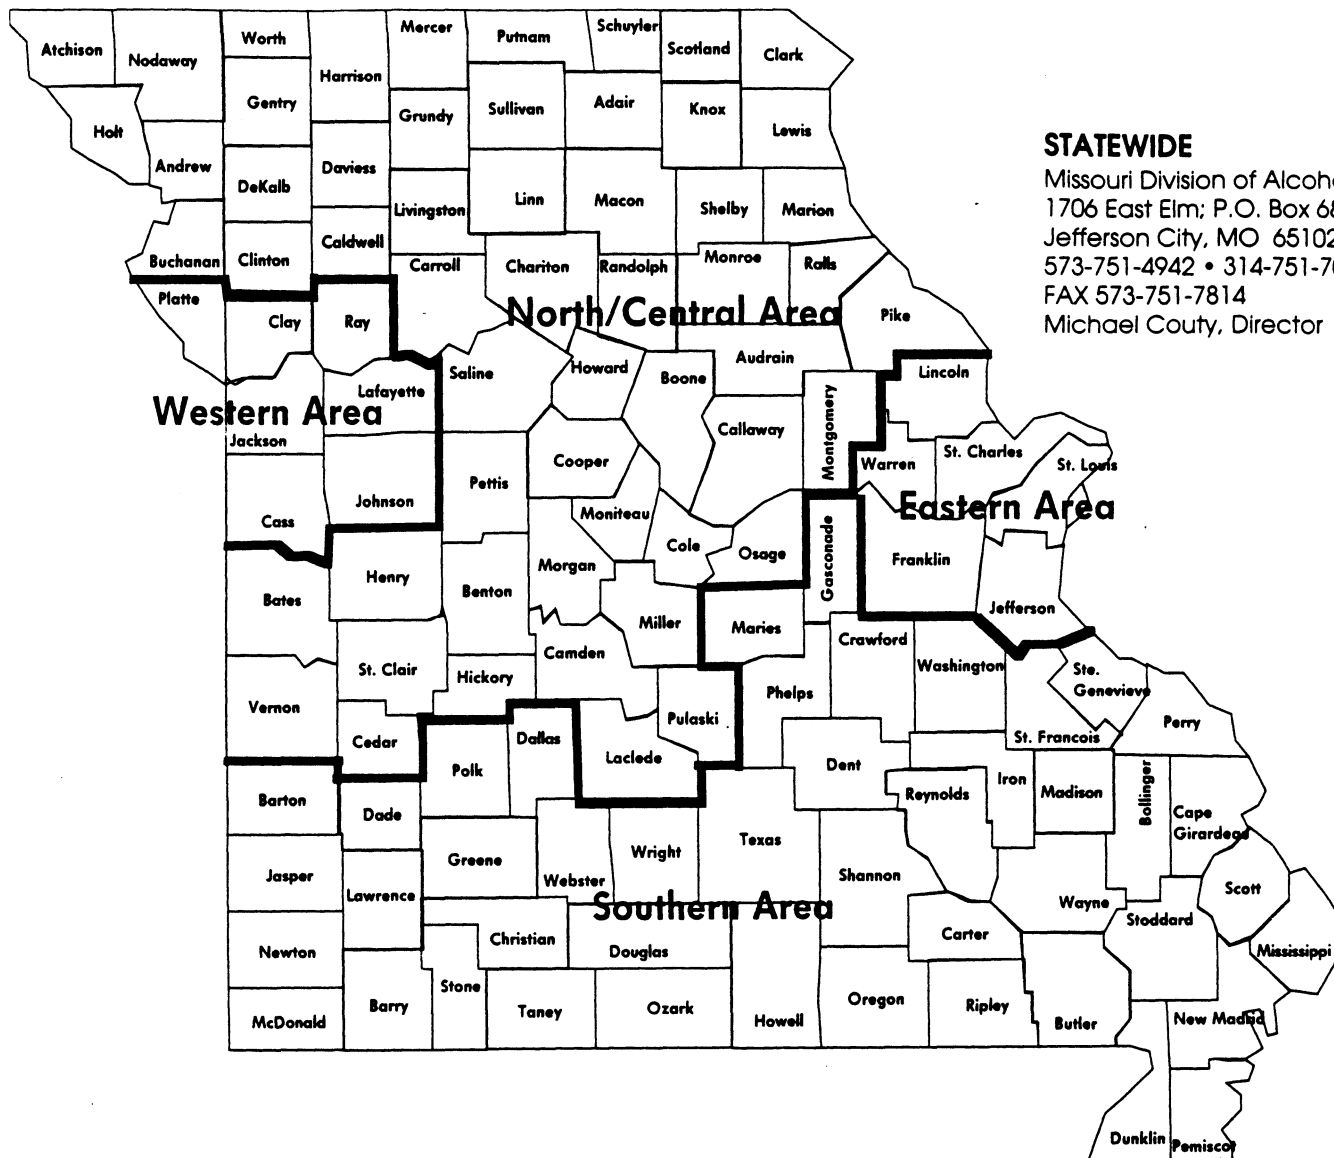 Atchison
Nodaway
Worth
Harrison
Mercer
Putnam
Schuyler
Scotland
Clark
Gentry
Holt
Grundy
Sullivan
Adair
Knox
Lewis
Andrew
DeKalb
Daviess
Livingston
Linn
Macon
Shelby
Marion
Buchanan
Clinton
Caldwell
Carroll
Chariton
Randolph
Monroe
Ralls
STATEWIDE
Missouri Division of
1706 East Elm; P.O. Box
Jefferson City, MO 65102
573-751-4942 •
FAX 573-751-7814
Michael Couty, Director
Platte
Clay
Ray
North/Central Area
Pike
Saline
Howard
Boone
Audrain
Lincoln
Lafayette
Western Area
Jackson
Callaway
Montgomery
Warren
St. Charles
St. Louis
Cooper
Pettis
Johnson
Cass
Moniteau
Eastern Area
Cole
Osage
Gasconade
Franklin
Henry
Morgan
Benton
Bates
Miller
Maries
Jefferson
Crawford
Washington
Ste.
Genevieve
St. Clair
Camden
Hickory
Phelps
Perry
Vernon
Pulaski
St. Francois
Cedar
Dallas
Polk
Laclede
Dent
Reynolds
Iron
Madison
Bollinger
Cape
Girardeau
Barton
Dade
Texas
Greene
Wright
Webster
Jasper
Lawrence
Shannon
Wayne
Scott
Southern Area
Stoddard
Christian
Douglas
Carter
Mississippi
Newton
Barry
Stone
Taney
Ozark
Oregon
Ripley
McDonald
Howell
Butler
New Madrid
Dunklin
Pemiscot